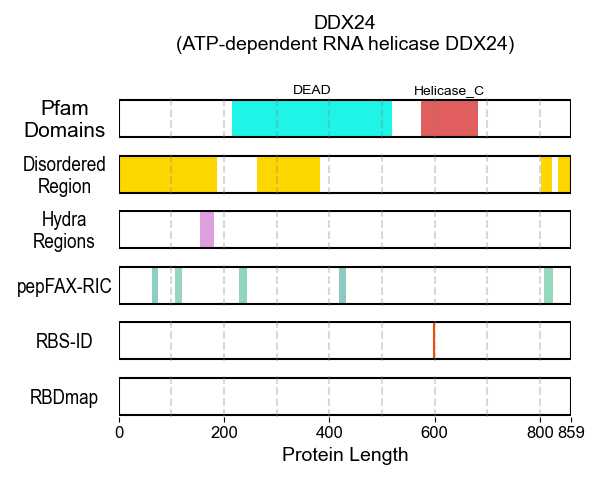 DDX24
(ATP-dependent RNA helicase DDX24)
DEAD
Helicase_C
Pfam
Domains
Disordered
Region
Hydra
Regions
pepFAX-RIC
RBS-ID
RBDmap
0 200 400 600 800 859
Protein Length